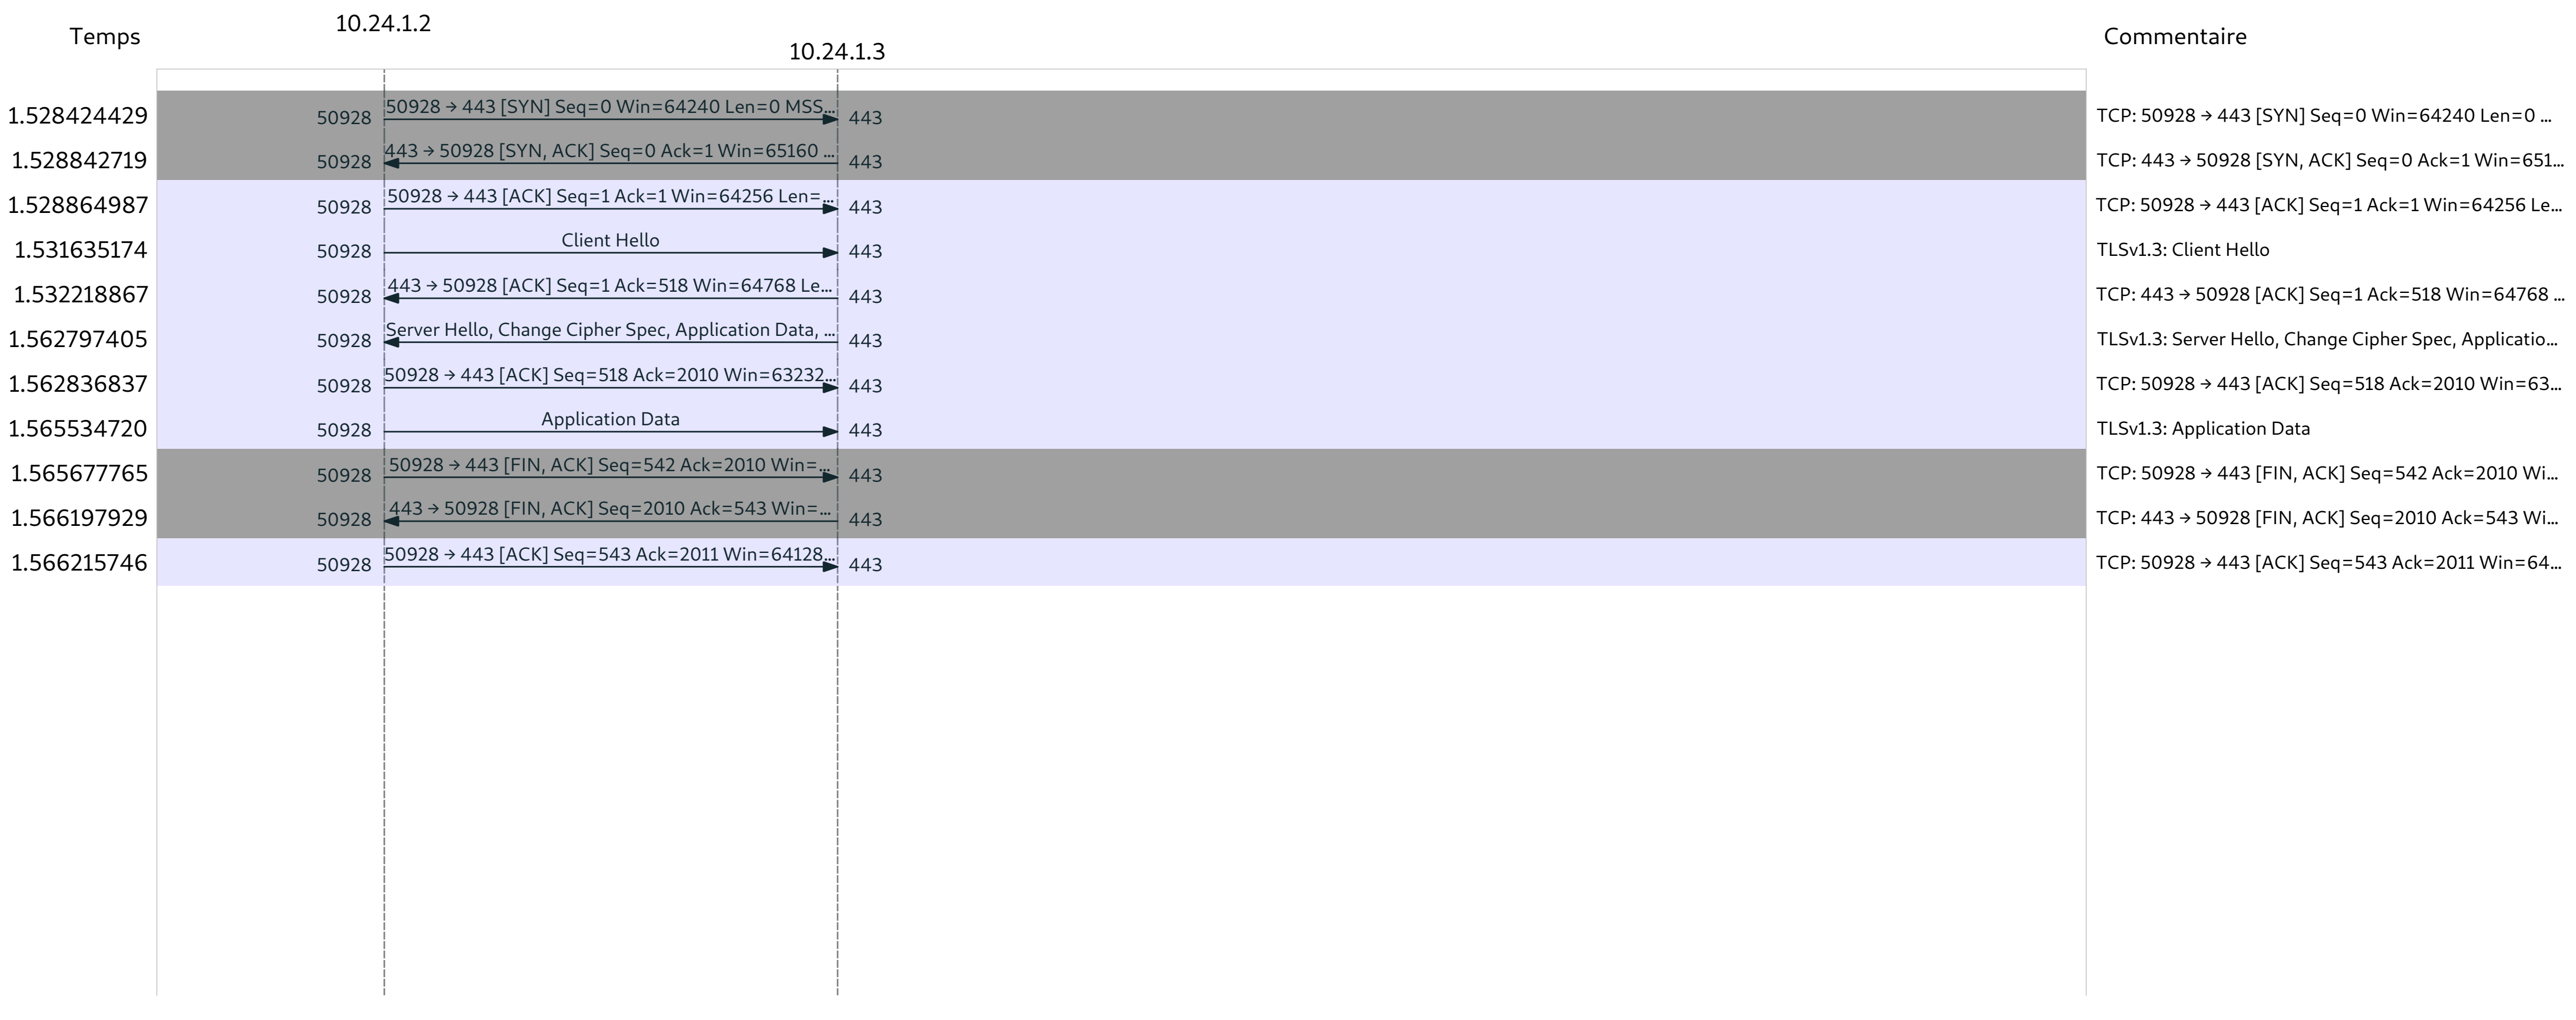 Temps 10.24.1.2 10.24.1.3 Commentaire
1.528424429 50928 50928 → 443 [SYN] Seq=0 Win=64240 Len=0 MSS... 443 TCP: 50928 → 443 [SYN] Seq=0 Win=64240 Len=0 ...
1.528842719 50928 443 → 50928 [SYN, ACK] Seq=0 Ack=1 Win=65160 ... 443 TCP: 443 → 50928 [SYN, ACK] Seq=0 Ack=1 Win=651...
1.528864987 50928 50928 → 443 [ACK] Seq=1 Ack=1 Win=64256 Len=... 443 TCP: 50928 → 443 [ACK] Seq=1 Ack=1 Win=64256 Le...
1.531635174 50928 Client Hello 443 TLSv1.3: Client Hello
1.532218867 50928 443 → 50928 [ACK] Seq=1 Ack=518 Win=64768 Le... 443 TCP: 443 → 50928 [ACK] Seq=1 Ack=518 Win=64768 ...
1.562797405 50928 Server Hello, Change Cipher Spec, Application Data, ... 443 TLSv1.3: Server Hello, Change Cipher Spec, Applicatio...
1.562836837 50928 50928 → 443 [ACK] Seq=518 Ack=2010 Win=63232... 443 TCP: 50928 → 443 [ACK] Seq=518 Ack=2010 Win=63...
1.565534720 50928 Application Data 443 TLSv1.3: Application Data
1.565677765 50928 50928 → 443 [FIN, ACK] Seq=542 Ack=2010 Win=... 443 TCP: 50928 → 443 [FIN, ACK] Seq=542 Ack=2010 Wi...
1.566197929 50928 443 → 50928 [FIN, ACK] Seq=2010 Ack=543 Win=... 443 TCP: 443 → 50928 [FIN, ACK] Seq=2010 Ack=543 Wi...
1.566215746 50928 50928 → 443 [ACK] Seq=543 Ack=2011 Win=64128... 443 TCP: 50928 → 443 [ACK] Seq=543 Ack=2011 Win=64...